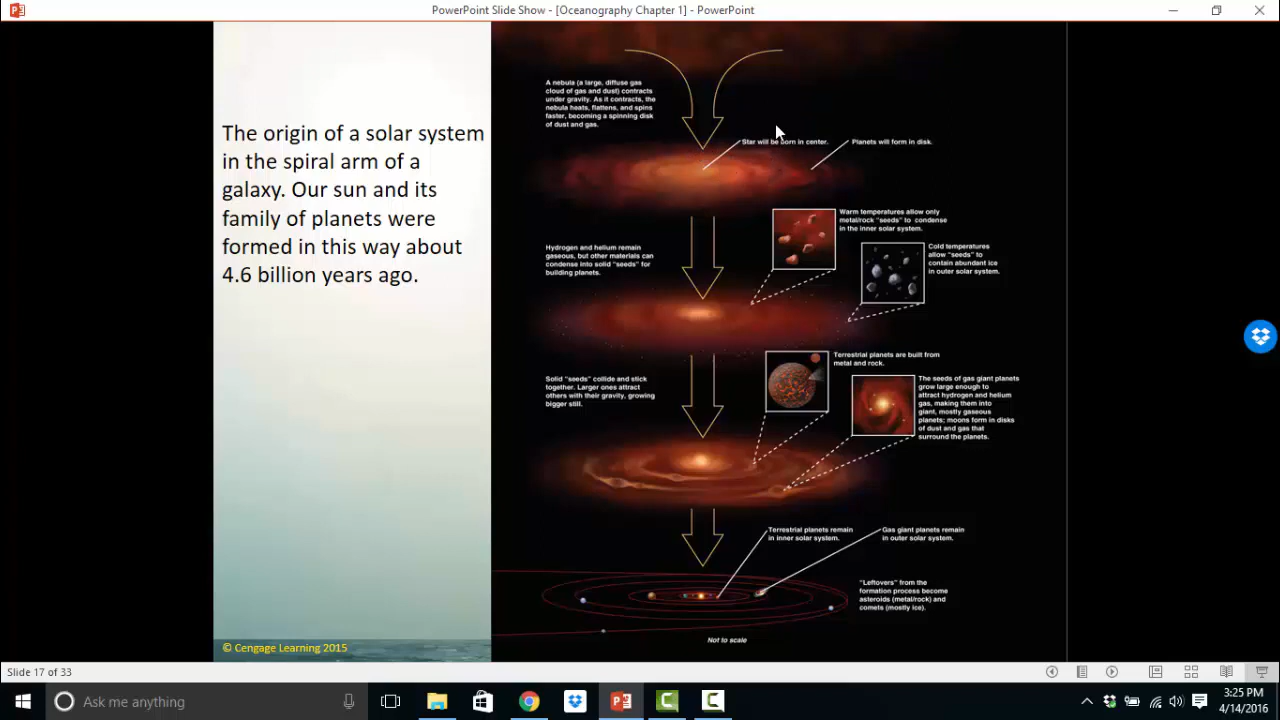 PowerPoint Slide Show - [Oceanography Chapter 1] - PowerPoint
The origin of a solar system
in the spiral arm of a
galaxy. Our sun and its
family of planets were
formed in this way about
4.6 billion years ago.
© Cengage Learning 2015
A nebula (a large, diffuse gas
cloud of gas and dust) contracts
under gravity. As it contracts, the
nebula heats, flattens, and spins
faster, becoming a spinning disk
of dust and gas.
Star will be born in center.
Planets will form in disk.
Warm temperatures allow only
metal/rock "seeds" to condense
in the inner solar system.
Hydrogen and helium remain
gaseous, but other materials can
condense into solid "seeds" for
building planets.
Cold temperatures
allow "seeds" to
contain abundant ice
in outer solar system.
Terrestrial planets are built from
metal and rock.
Solid "seeds" collide and stick
together. Larger ones attract
others with their gravity, growing
bigger still.
The seeds of gas giant planets
grow large enough to
attract hydrogen and helium
gas, making them into
giant, mostly gaseous
planets; moons form in disks
of dust and gas that
surround the planets.
Terrestrial planets remain
in inner solar system.
Gas giant planets remain
in outer solar system.
"Leftovers" from the
formation process become
asteroids (metal/rock) and
comets (mostly ice).
Not to scale
Slide 17 of 33
Ask me anything
3:25 PM
4/14/2016